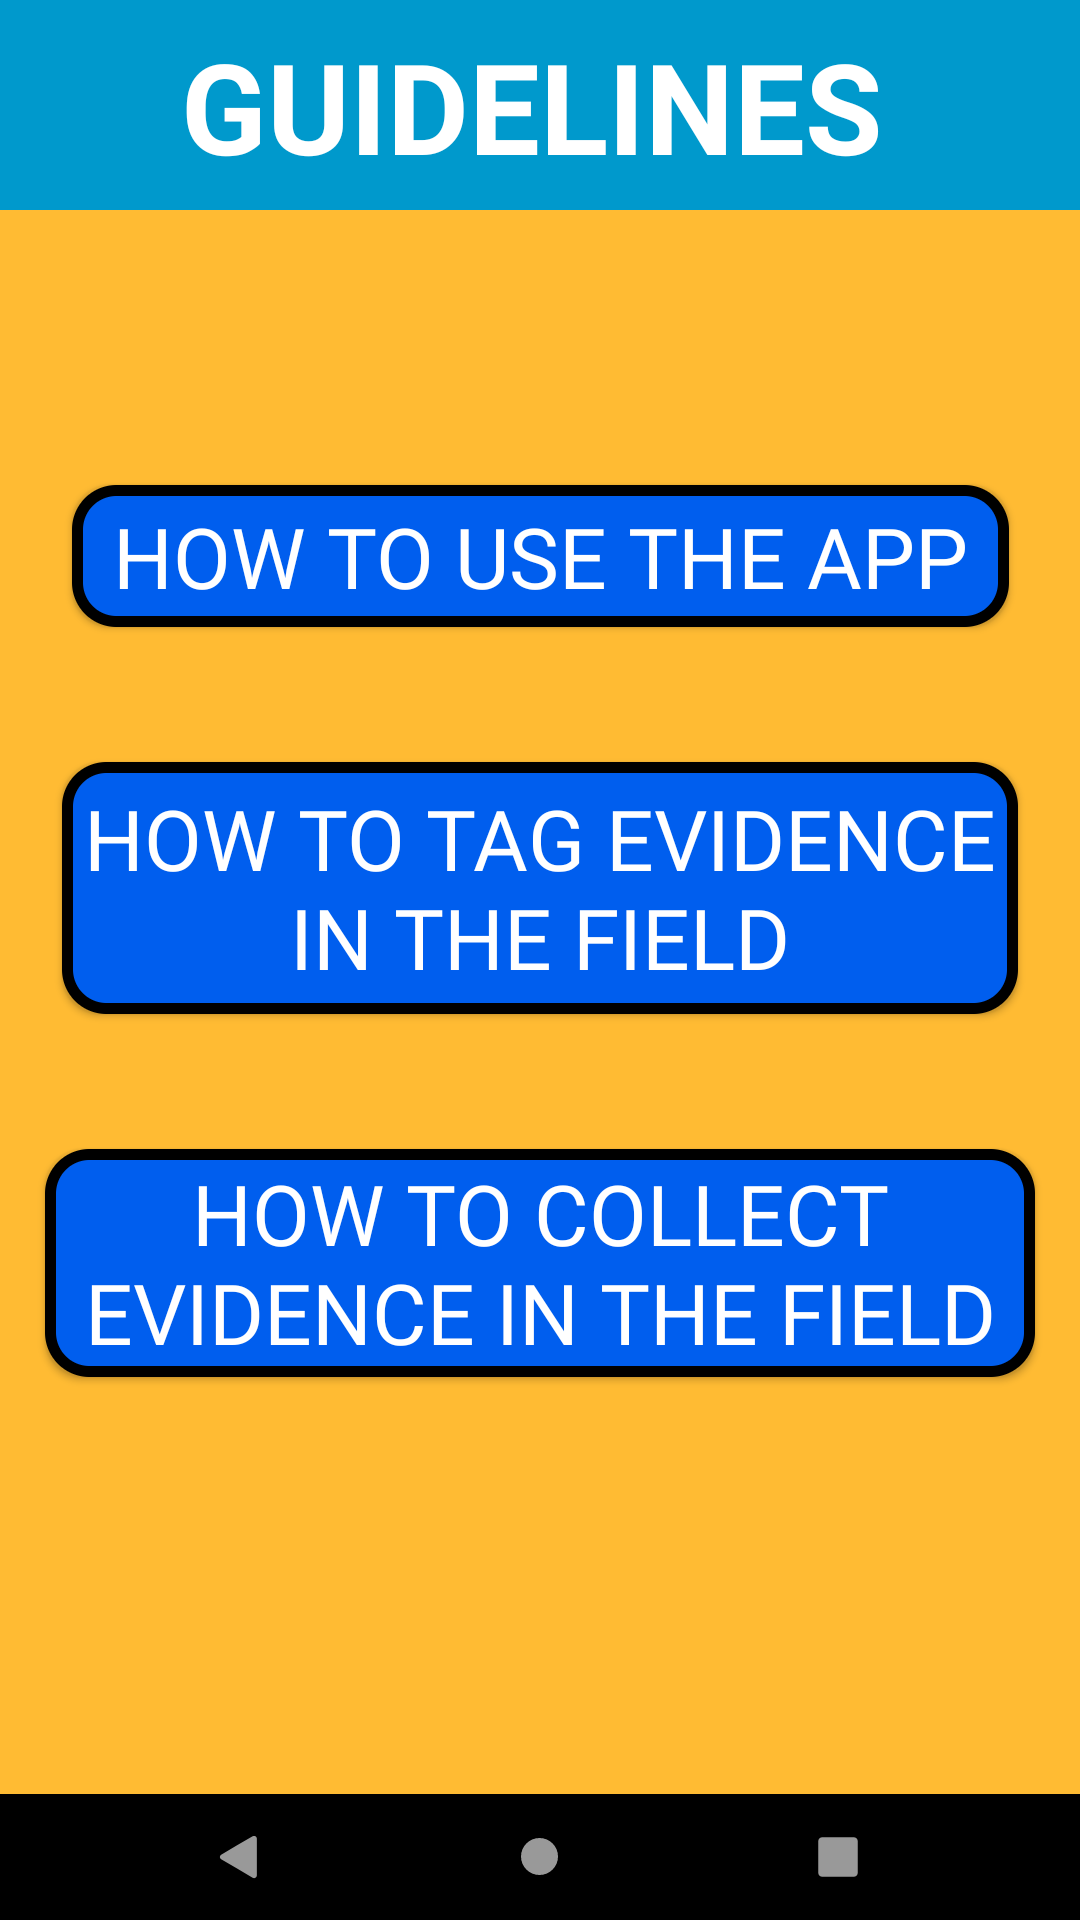 GUIDELINES
HOW TO USE THE APP
HOW TO TAG EVIDENCE
IN THE FIELD
HOW TO COLLECT
EVIDENCE IN THE FIELD